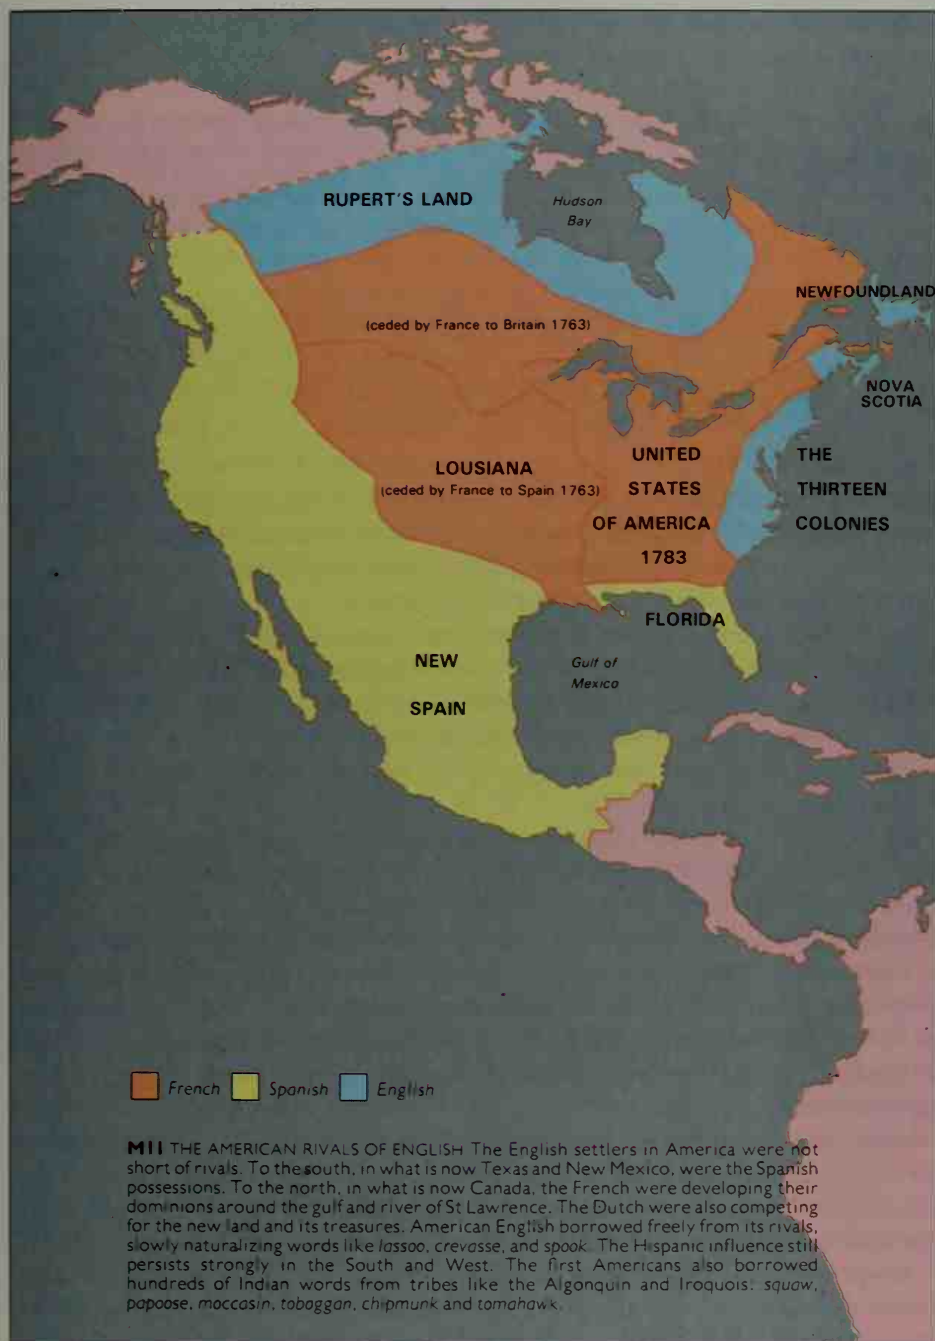 RUPERT'S LAND
Hudson
Bay
NEWFOUNDLAND
(ceded by France to Britain 1763)
NOVA
SCOTIA
LOUSIANA
(ceded by France to Spain 1763)
UNITED
STATES
OF AMERICA
1783
THE
THIRTEEN
COLONIES
FLORIDA
NEW
SPAIN
Gulf of
Mexico
French
Spanish
English
M11 THE AMERICAN RIVALS OF ENGLISH The English settlers in America were not
short of rivals. To the south, in what is now Texas and New Mexico, were the Spanish
possessions. To the north, in what is now Canada, the French were developing their
dominions around the gulf and river of St Lawrence. The Dutch were also competing
for the new land and its treasures. American English borrowed freely from its rivals,
slowly naturalizing words like lassoo, crevasse, and spook. The Hispanic influence still
persists strongly in the South and West. The first Americans also borrowed
hundreds of Indian words from tribes like the Algonquin and Iroquois: squaw,
papoose, moccasin, toboggan, chipmunk and tomahawk.